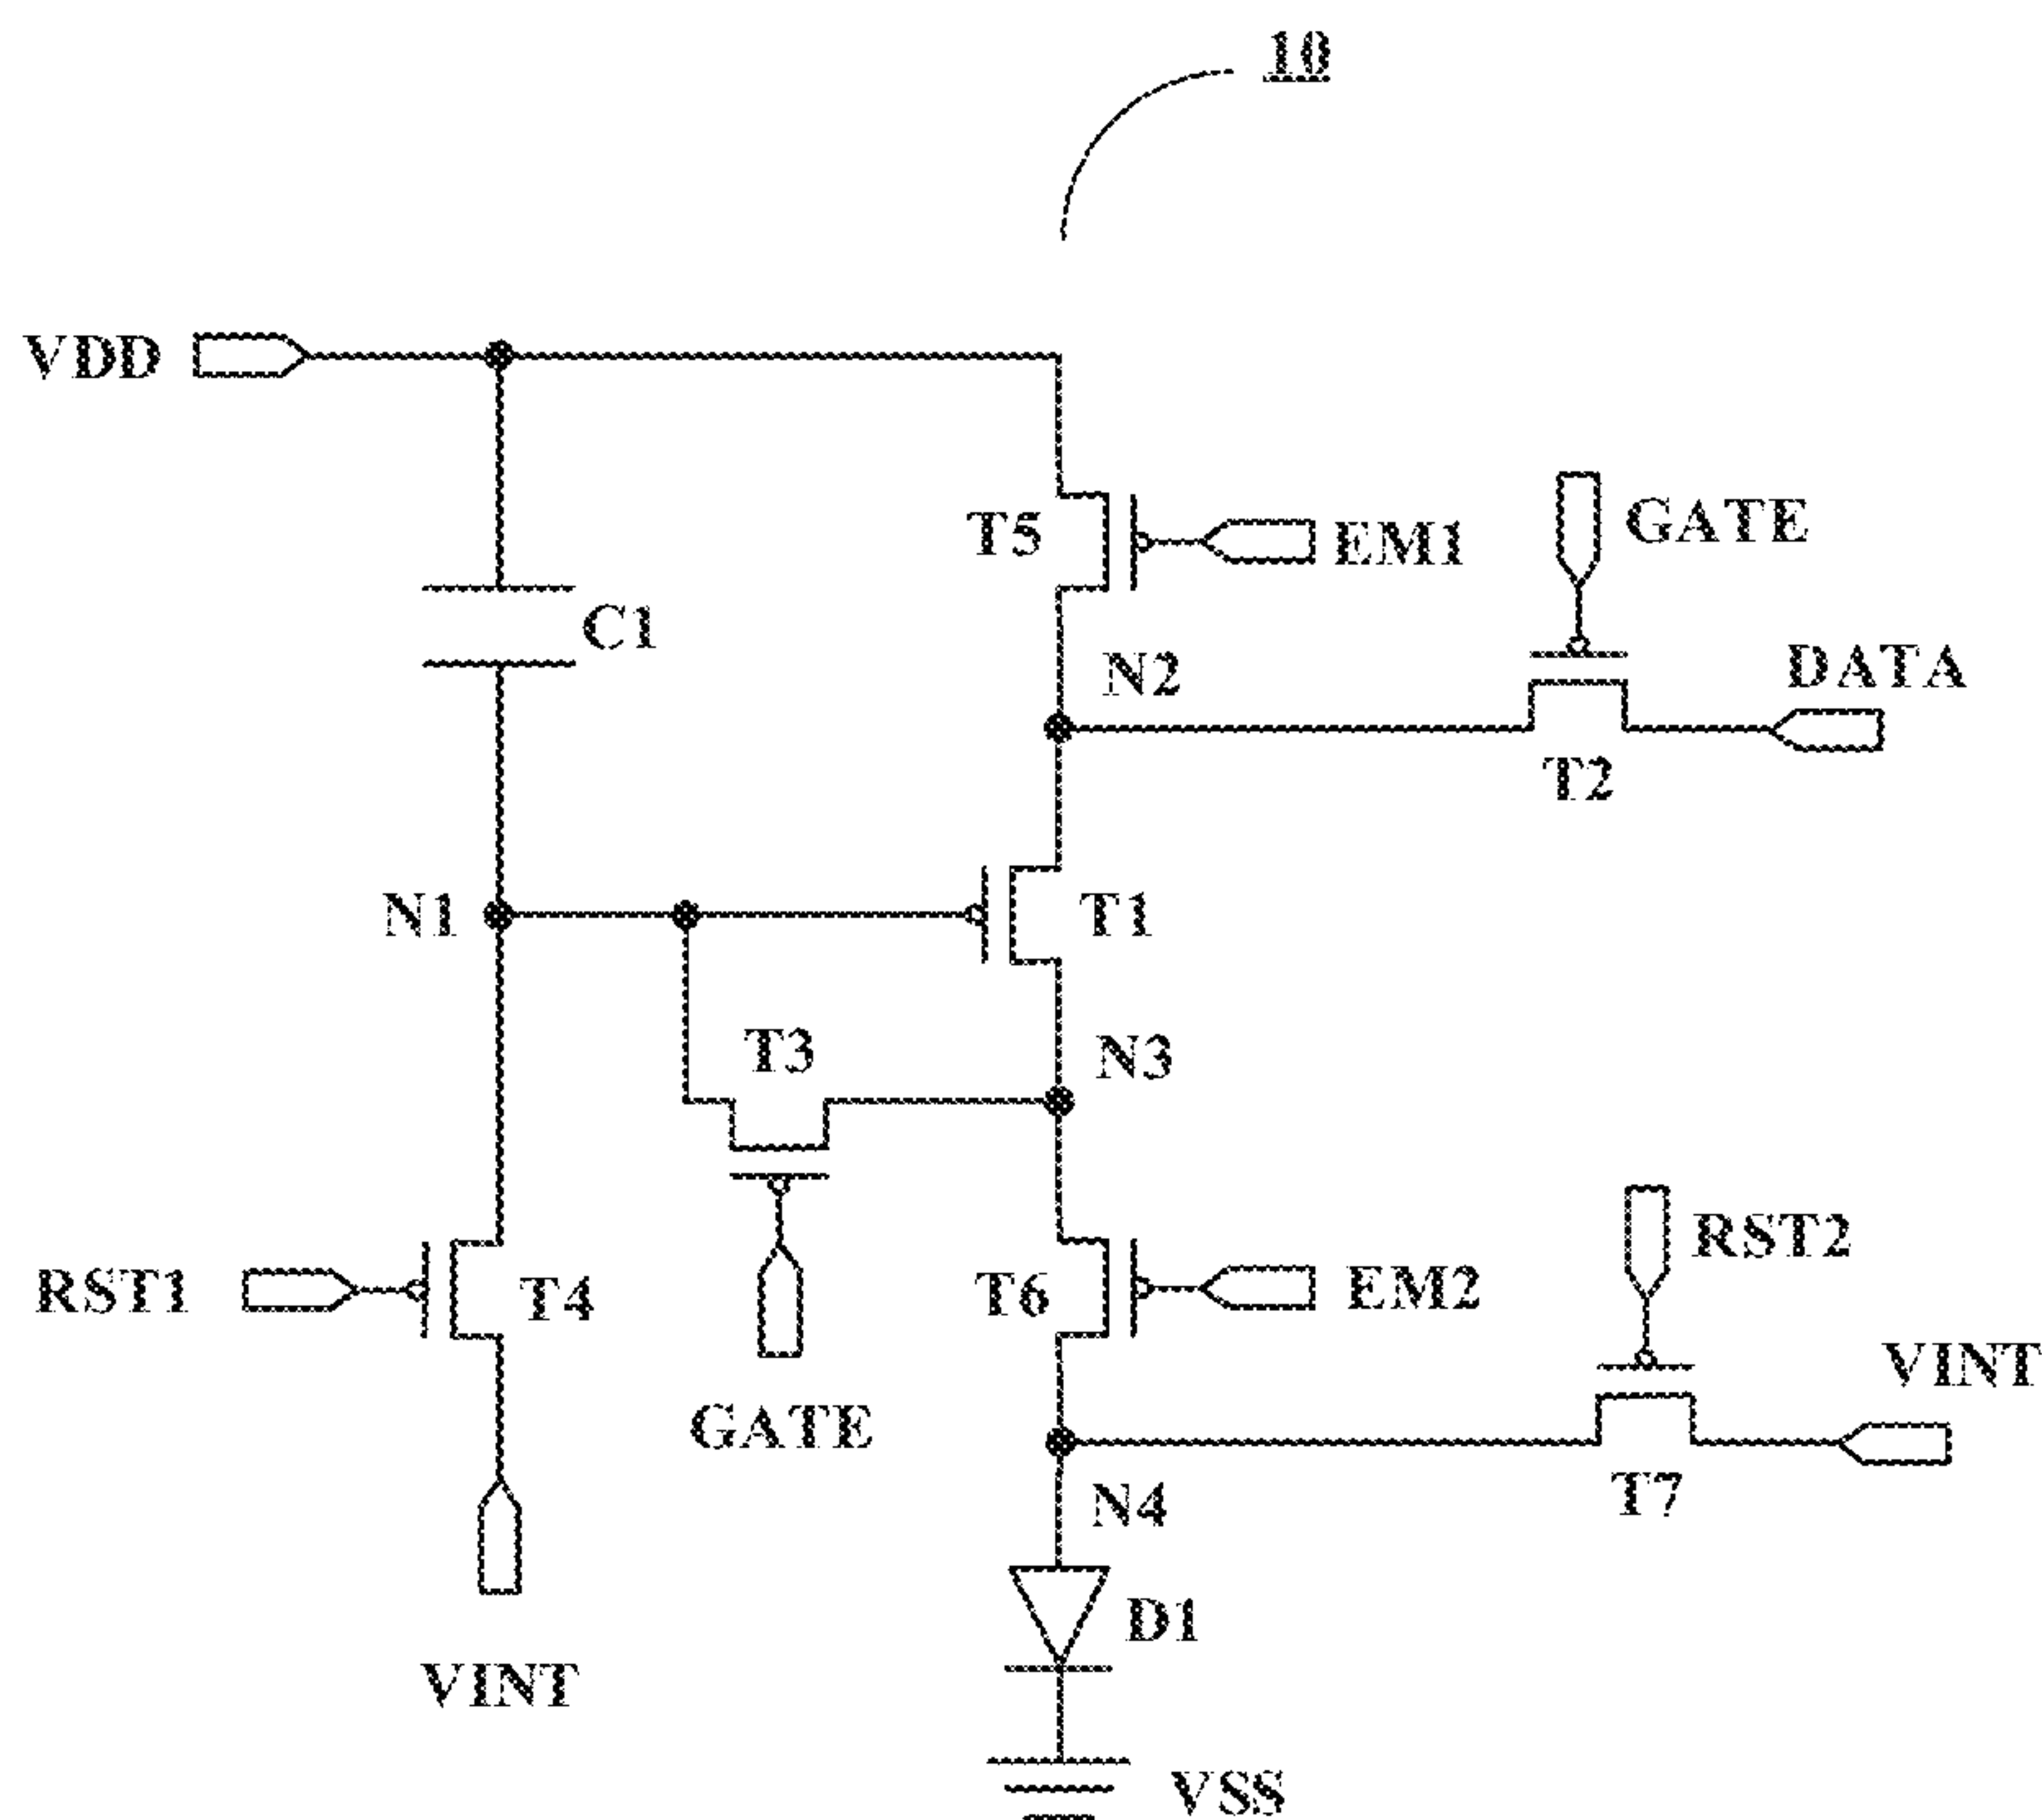 10
VDD
T5
EM1
GATE
C1
N2
DATA
T2
N1
T1
T3
N3
RST1
T4
T6
EM2
RST2
GATE
VINT
N4
T7
D1
VINT
VSS